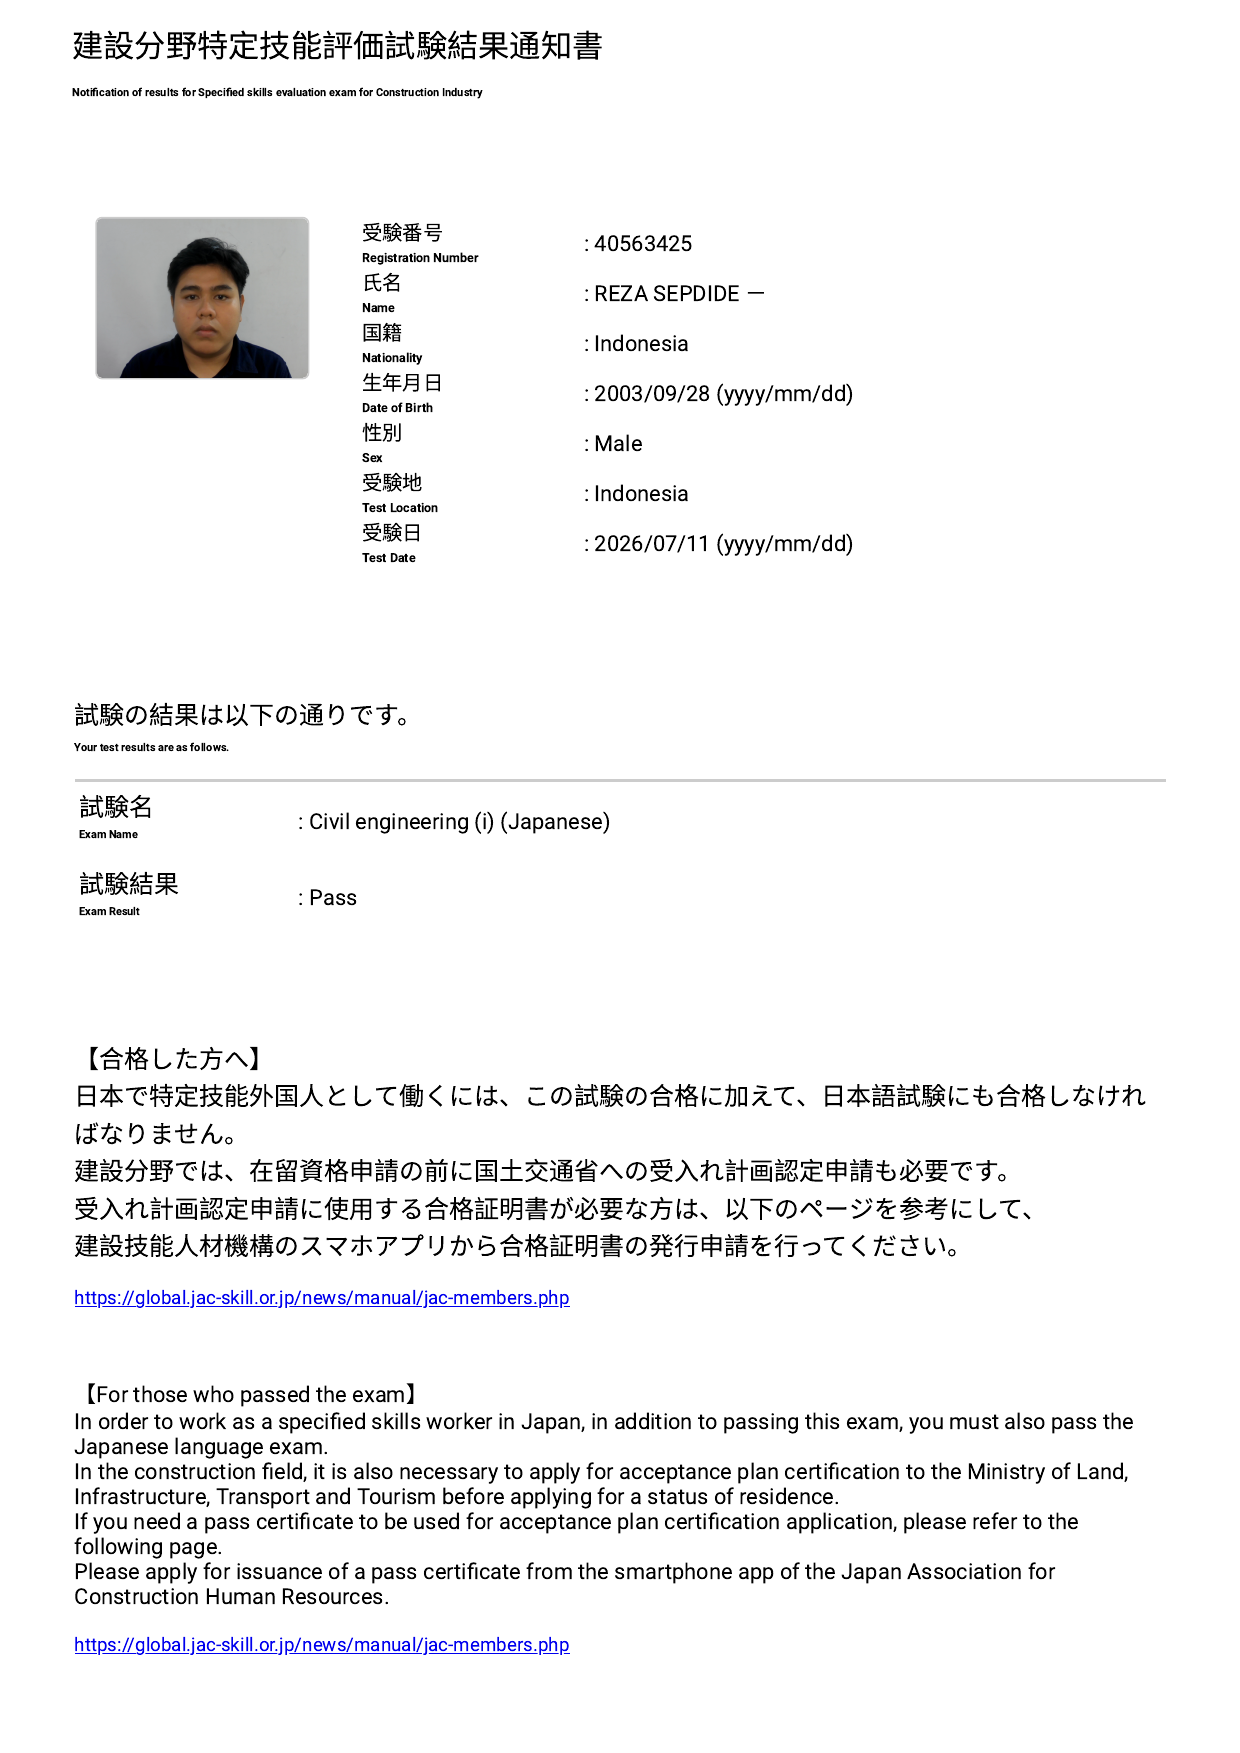 建設分野特定技能評価試験結果通知書
Notification of results for Specified skills evaluation exam for Construction Industry
受験番号
Registration Number
: 40563425
氏名
Name
: REZA SEPDIDE ー
国籍
Nationality
: Indonesia
生年月日
Date of Birth
: 2003/09/28 (yyyy/mm/dd)
性別
Sex
: Male
受験地
Test Location
: Indonesia
受験日
Test Date
: 2026/07/11 (yyyy/mm/dd)
試験の結果は以下の通りです。
Your test results are as follows.
試験名
Exam Name
: Civil engineering (i) (Japanese)
試験結果
Exam Result
: Pass
【合格した方へ】
日本で特定技能外国人として働くには、この試験の合格に加えて、日本語試験にも合格しなけれ
ばなりません。
建設分野では、在留資格申請の前に国土交通省への受入れ計画認定申請も必要です。
受入れ計画認定申請に使用する合格証明書が必要な方は、以下のページを参考にして、
建設技能人材機構のスマホアプリから合格証明書の発行申請を行ってください。
https://global.jac-skill.or.jp/news/manual/jac-members.php
【For those who passed the exam】
In order to work as a specified skills worker in Japan, in addition to passing this exam, you must also pass the
Japanese language exam.
In the construction field, it is also necessary to apply for acceptance plan certification to the Ministry of Land,
Infrastructure, Transport and Tourism before applying for a status of residence.
If you need a pass certificate to be used for acceptance plan certification application, please refer to the
following page.
Please apply for issuance of a pass certificate from the smartphone app of the Japan Association for
Construction Human Resources.
https://global.jac-skill.or.jp/news/manual/jac-members.php